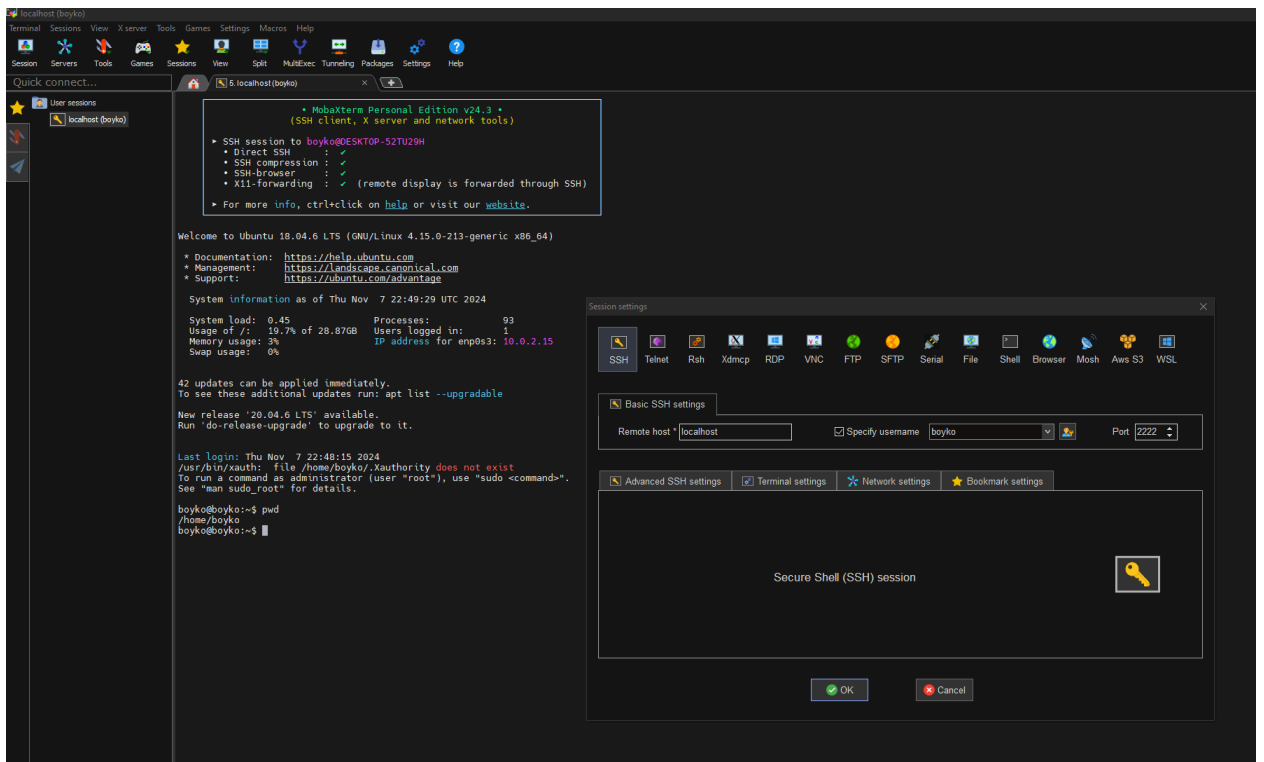 localhost (boyko)
Terminal Sessions View X server Tools Games Settings Macros Help
Session Servers Tools Games Sessions View Split MultiExec Tunneling Packages Settings Help
Quick connect...
5. localhost (boyko)
User sessions
localhost (boyko)
• MobaXterm Personal Edition v24.3 •
(SSH client, X server and network tools)
► SSH session to boyko@DESKTOP-52TU29H
• Direct SSH : ✔
• SSH compression : ✔
• SSH-browser : ✔
• X11-forwarding : ✔ (remote display is forwarded through SSH)
► For more info, ctrl+click on help or visit our website.
Welcome to Ubuntu 18.04.6 LTS (GNU/Linux 4.15.0-213-generic x86_64)
* Documentation: https://help.ubuntu.com
* Management: https://landscape.canonical.com
* Support: https://ubuntu.com/advantage
System information as of Thu Nov 7 22:49:29 UTC 2024
System load: 0.45 Processes: 93
Usage of /: 19.7% of 28.87GB Users logged in: 1
Memory usage: 3% IP address for enp0s3: 10.0.2.15
Swap usage: 0%
42 updates can be applied immediately.
To see these additional updates run: apt list --upgradable
New release '20.04.6 LTS' available.
Run 'do-release-upgrade' to upgrade to it.
Last login: Thu Nov 7 22:48:15 2024
/usr/bin/xauth: file /home/boyko/.Xauthority does not exist
To run a command as administrator (user "root"), use "sudo <command>".
See "man sudo_root" for details.
boyko@boyko:~$ pwd
/home/boyko
boyko@boyko:~$
Session settings
SSH Telnet Rsh Xdmcp RDP VNC FTP SFTP Serial File Shell Browser Mosh Aws S3 WSL
Basic SSH settings
Remote host * localhost Specify username boyko Port 2222
Advanced SSH settings Terminal settings Network settings Bookmark settings
Secure Shell (SSH) session
OK Cancel